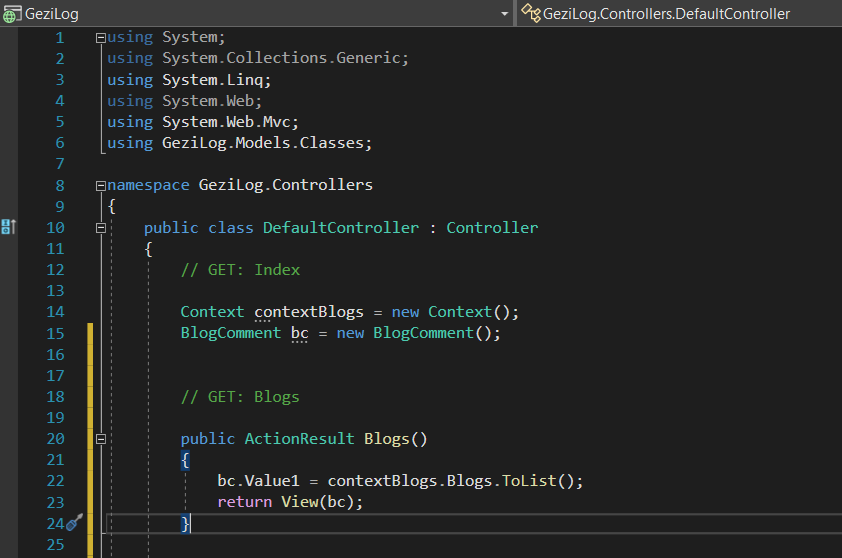 GeziLog GeziLog.Controllers.DefaultController
1 using System;
2 using System.Collections.Generic;
3 using System.Linq;
4 using System.Web;
5 using System.Web.Mvc;
6 using GeziLog.Models.Classes;
7
8 namespace GeziLog.Controllers
9 {
10 public class DefaultController : Controller
11 {
12 // GET: Index
13
14 Context contextBlogs = new Context();
15 BlogComment bc = new BlogComment();
16
17
18 // GET: Blogs
19
20 public ActionResult Blogs()
21 {
22 bc.Value1 = contextBlogs.Blogs.ToList();
23 return View(bc);
24 }
25